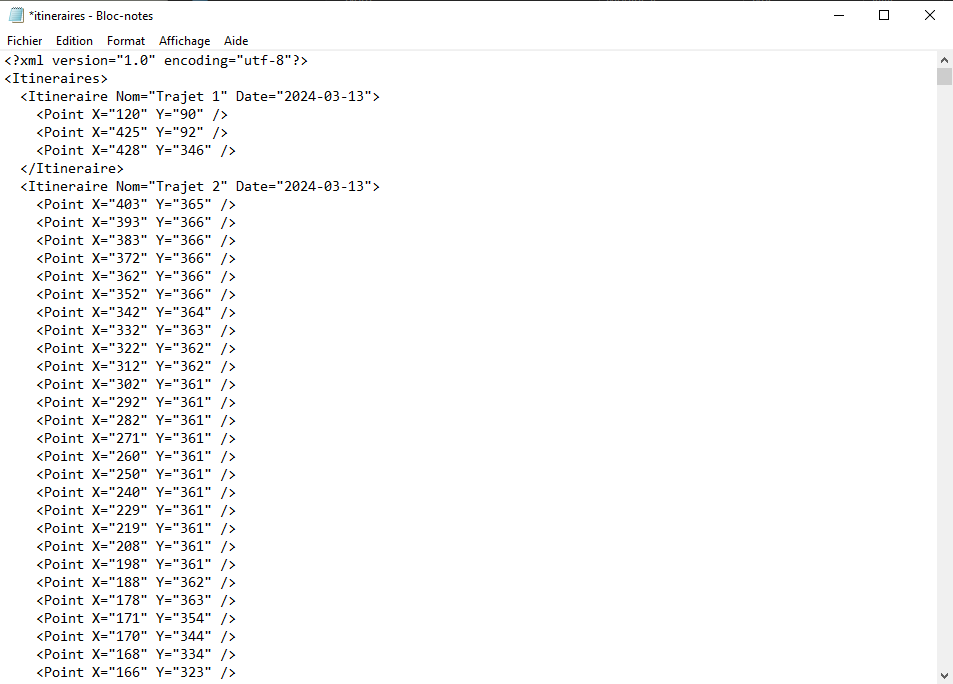 *itineraires - Bloc-notes
Fichier Edition Format Affichage Aide
<?xml version="1.0" encoding="utf-8"?>
<Itineraires>
  <Itineraire Nom="Trajet 1" Date="2024-03-13">
    <Point X="120" Y="90" />
    <Point X="425" Y="92" />
    <Point X="428" Y="346" />
  </Itineraire>
  <Itineraire Nom="Trajet 2" Date="2024-03-13">
    <Point X="403" Y="365" />
    <Point X="393" Y="366" />
    <Point X="383" Y="366" />
    <Point X="372" Y="366" />
    <Point X="362" Y="366" />
    <Point X="352" Y="366" />
    <Point X="342" Y="364" />
    <Point X="332" Y="363" />
    <Point X="322" Y="362" />
    <Point X="312" Y="362" />
    <Point X="302" Y="361" />
    <Point X="292" Y="361" />
    <Point X="282" Y="361" />
    <Point X="271" Y="361" />
    <Point X="260" Y="361" />
    <Point X="250" Y="361" />
    <Point X="240" Y="361" />
    <Point X="229" Y="361" />
    <Point X="219" Y="361" />
    <Point X="208" Y="361" />
    <Point X="198" Y="361" />
    <Point X="188" Y="362" />
    <Point X="178" Y="363" />
    <Point X="171" Y="354" />
    <Point X="170" Y="344" />
    <Point X="168" Y="334" />
    <Point X="166" Y="323" />